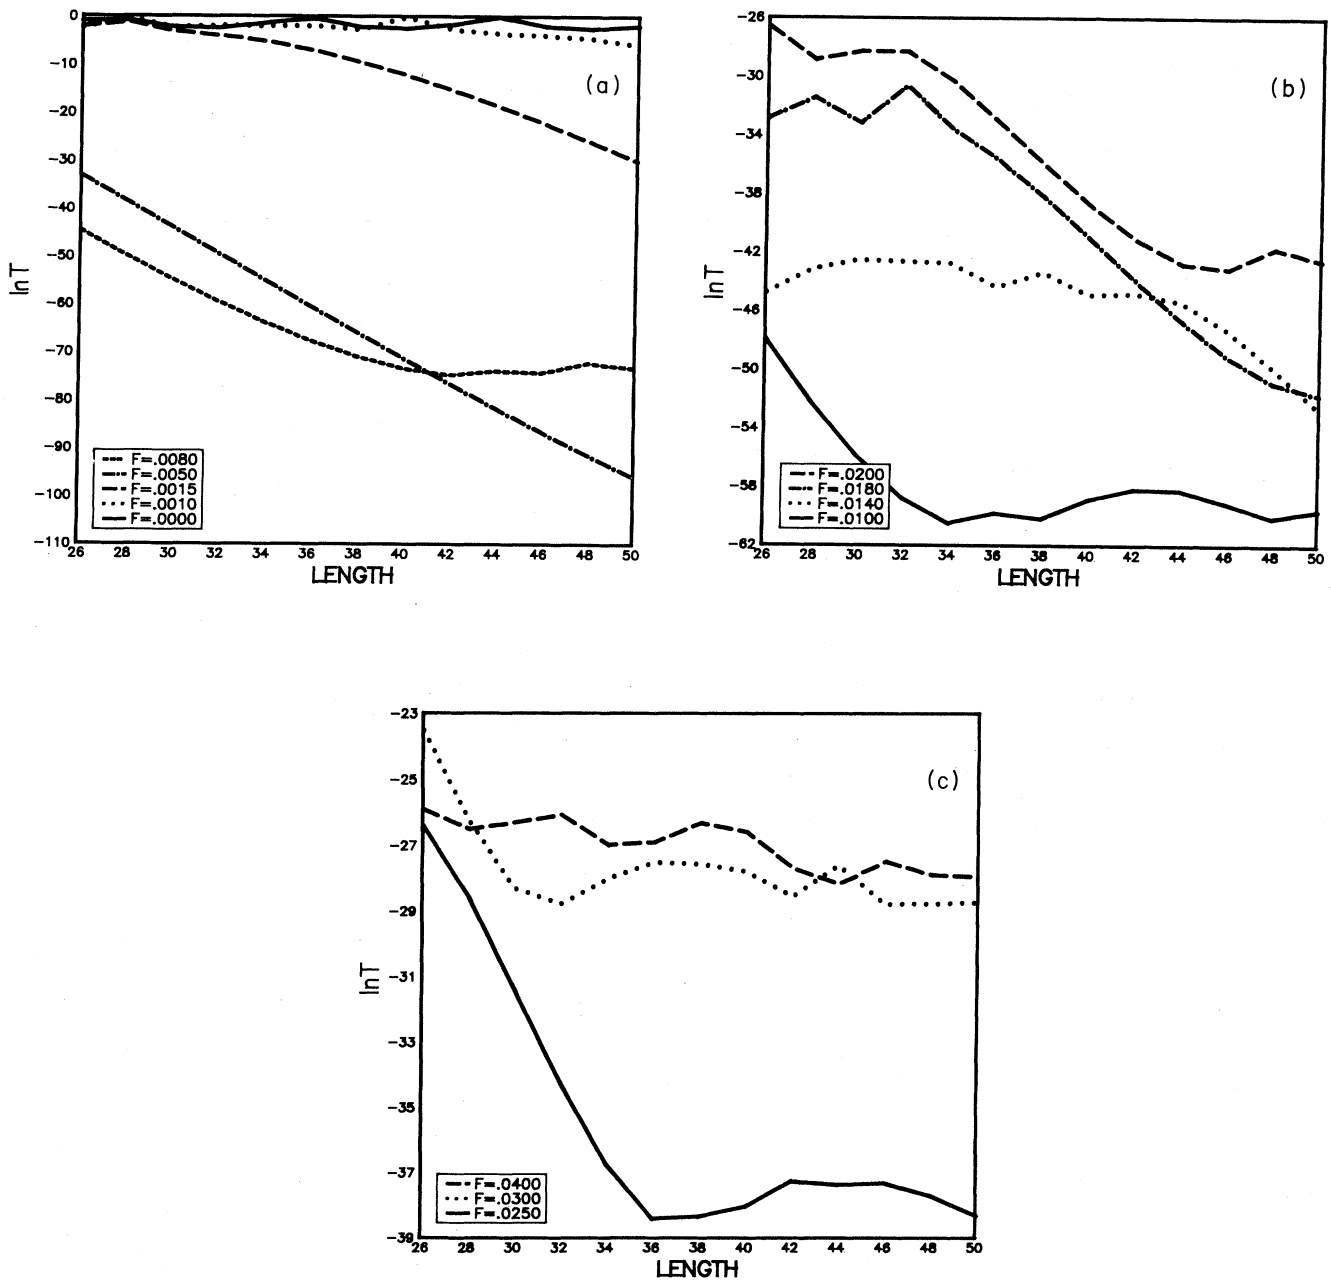 0
-10
-20
-30
-40
-50
-60
-70
-80
-90
-100
-110
lnT
(a)
F=.0080
F=.0050
F=.0015
F=.0010
F=.0000
26 28 30 32 34 36 38 40 42 44 46 48 50
LENGTH
-26
-30
-34
-38
-42
-46
-50
-54
-58
-62
lnT
(b)
F=.0200
F=.0180
F=.0140
F=.0100
26 28 30 32 34 36 38 40 42 44 46 48 50
LENGTH
-23
-25
-27
-29
-31
-33
-35
-37
-39
lnT
(c)
F=.0400
F=.0300
F=.0250
26 28 30 32 34 36 38 40 42 44 46 48 50
LENGTH